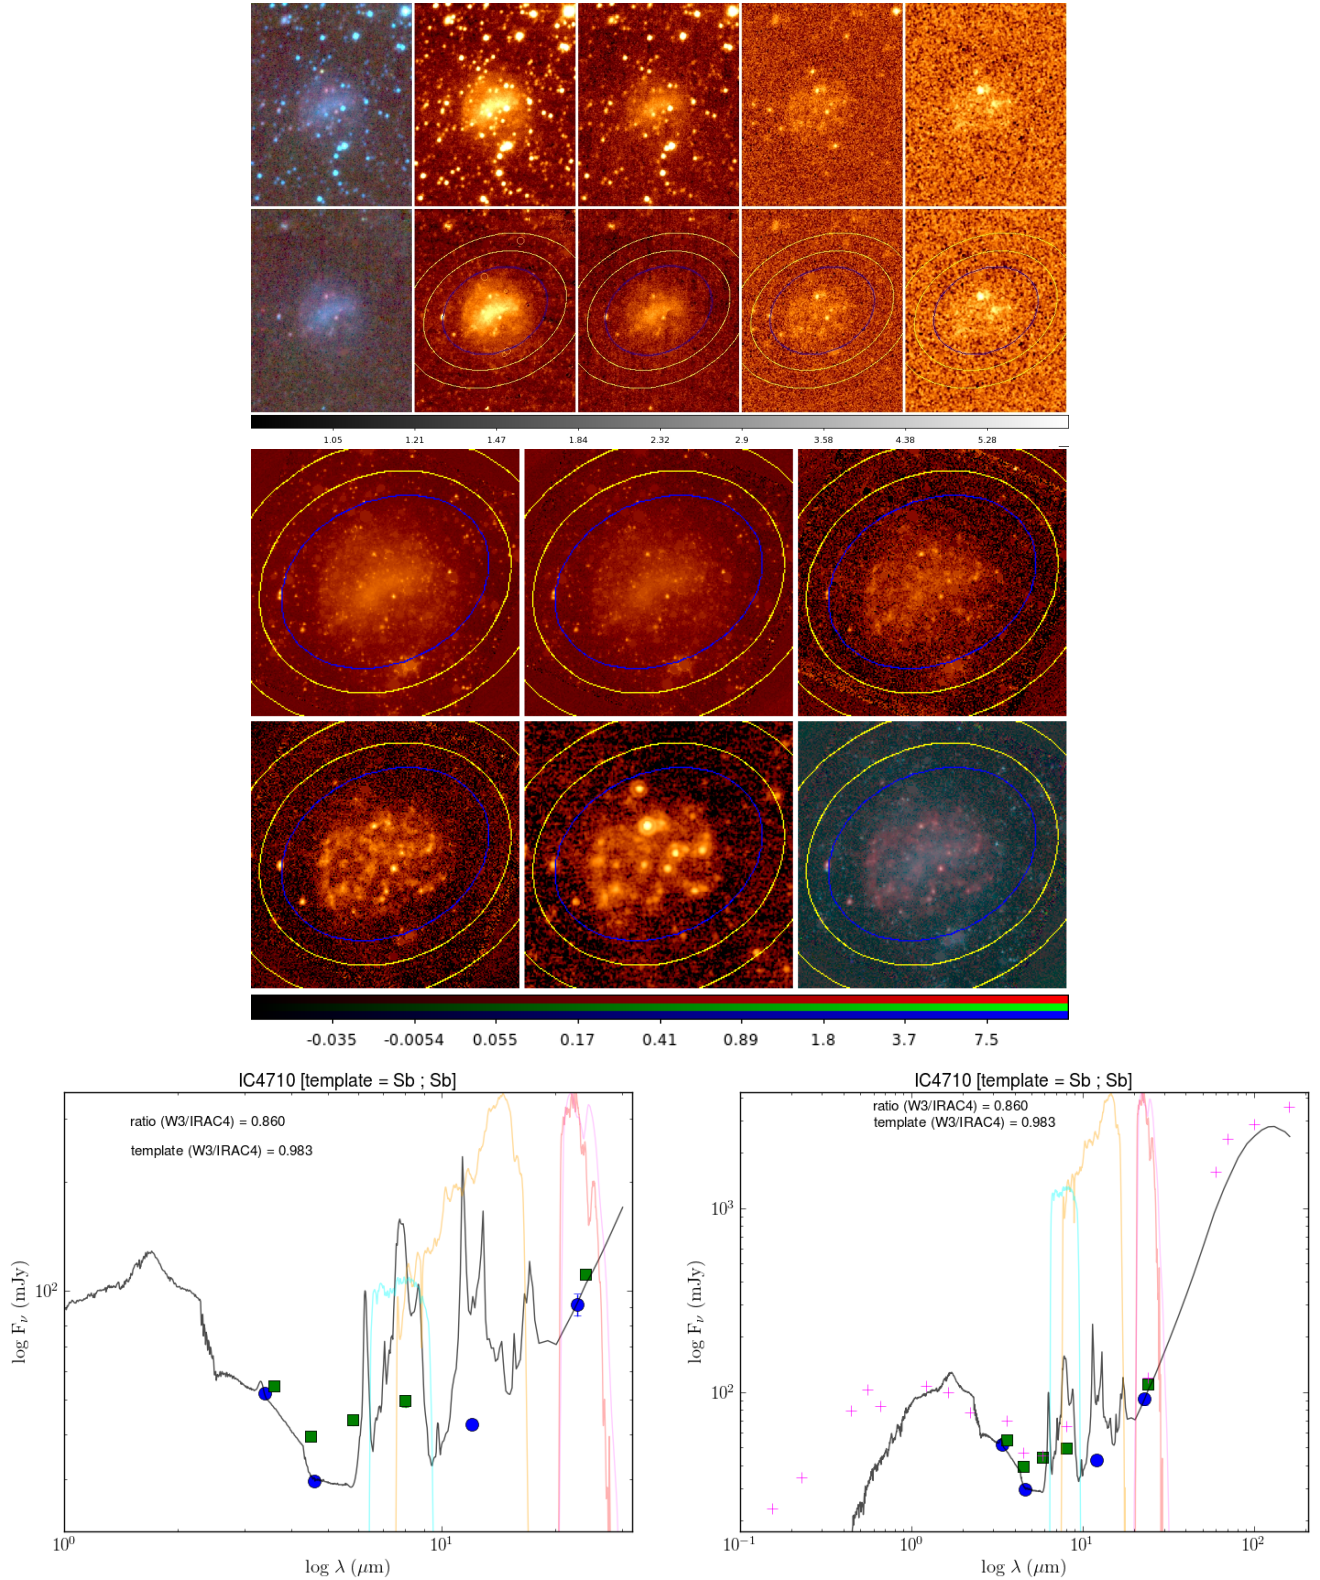 1.05 1.21 1.47 1.84 2.32 2.9 3.58 4.38 5.28
-0.035 -0.0054 0.055 0.17 0.41 0.89 1.8 3.7 7.5
IC4710 [template = Sb ; Sb]
ratio (W3/IRAC4) = 0.860
template (W3/IRAC4) = 0.983
10²
log Fν (mJy)
10⁰ 10¹
log λ (μm)
IC4710 [template = Sb ; Sb]
ratio (W3/IRAC4) = 0.860
template (W3/IRAC4) = 0.983
10³
10²
log Fν (mJy)
10⁻¹ 10⁰ 10¹ 10²
log λ (μm)